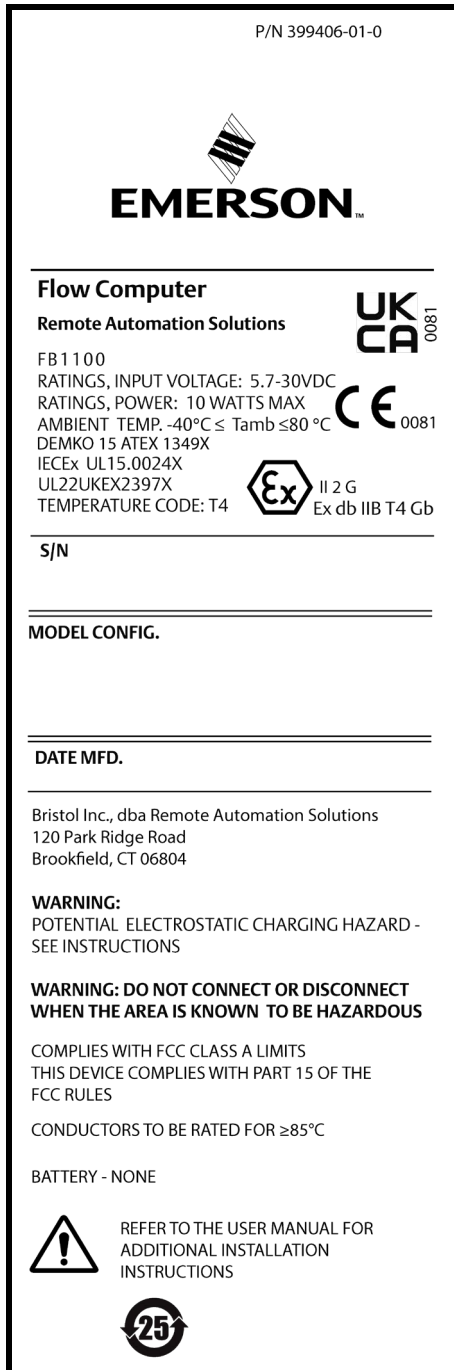 P/N 399406-01-0
EMERSON™
Flow Computer
Remote Automation Solutions
UK
CA
0081
FB1100
RATINGS, INPUT VOLTAGE: 5.7-30VDC
RATINGS, POWER: 10 WATTS MAX
AMBIENT TEMP. -40°C ≤ Tamb ≤80 °C
CE 0081
DEMKO 15 ATEX 1349X
IECEx UL15.0024X
UL22UKEX2397X
TEMPERATURE CODE: T4
Ex
II 2 G
Ex db IIB T4 Gb
S/N
MODEL CONFIG.
DATE MFD.
Bristol Inc., dba Remote Automation Solutions
120 Park Ridge Road
Brookfield, CT 06804
WARNING:
POTENTIAL ELECTROSTATIC CHARGING HAZARD -
SEE INSTRUCTIONS
WARNING: DO NOT CONNECT OR DISCONNECT
WHEN THE AREA IS KNOWN TO BE HAZARDOUS
COMPLIES WITH FCC CLASS A LIMITS
THIS DEVICE COMPLIES WITH PART 15 OF THE
FCC RULES
CONDUCTORS TO BE RATED FOR ≥85°C
BATTERY - NONE
REFER TO THE USER MANUAL FOR
ADDITIONAL INSTALLATION
INSTRUCTIONS
25